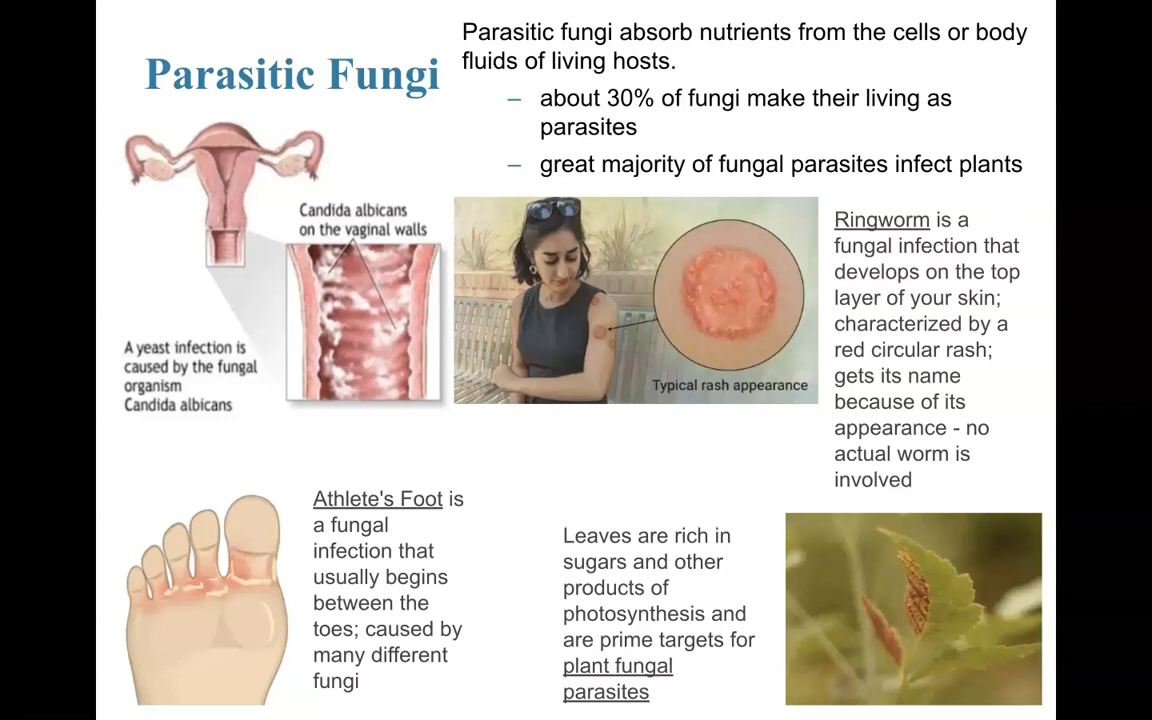 Parasitic Fungi
Parasitic fungi absorb nutrients from the cells or body
fluids of living hosts.
– about 30% of fungi make their living as
parasites
– great majority of fungal parasites infect plants
Candida albicans
on the vaginal walls
A yeast infection is
caused by the fungal
organism
Candida albicans
Typical rash appearance
Ringworm is a
fungal infection that
develops on the top
layer of your skin;
characterized by a
red circular rash;
gets its name
because of its
appearance - no
actual worm is
involved
Athlete's Foot is
a fungal
infection that
usually begins
between the
toes; caused by
many different
fungi
Leaves are rich in
sugars and other
products of
photosynthesis and
are prime targets for
plant fungal
parasites